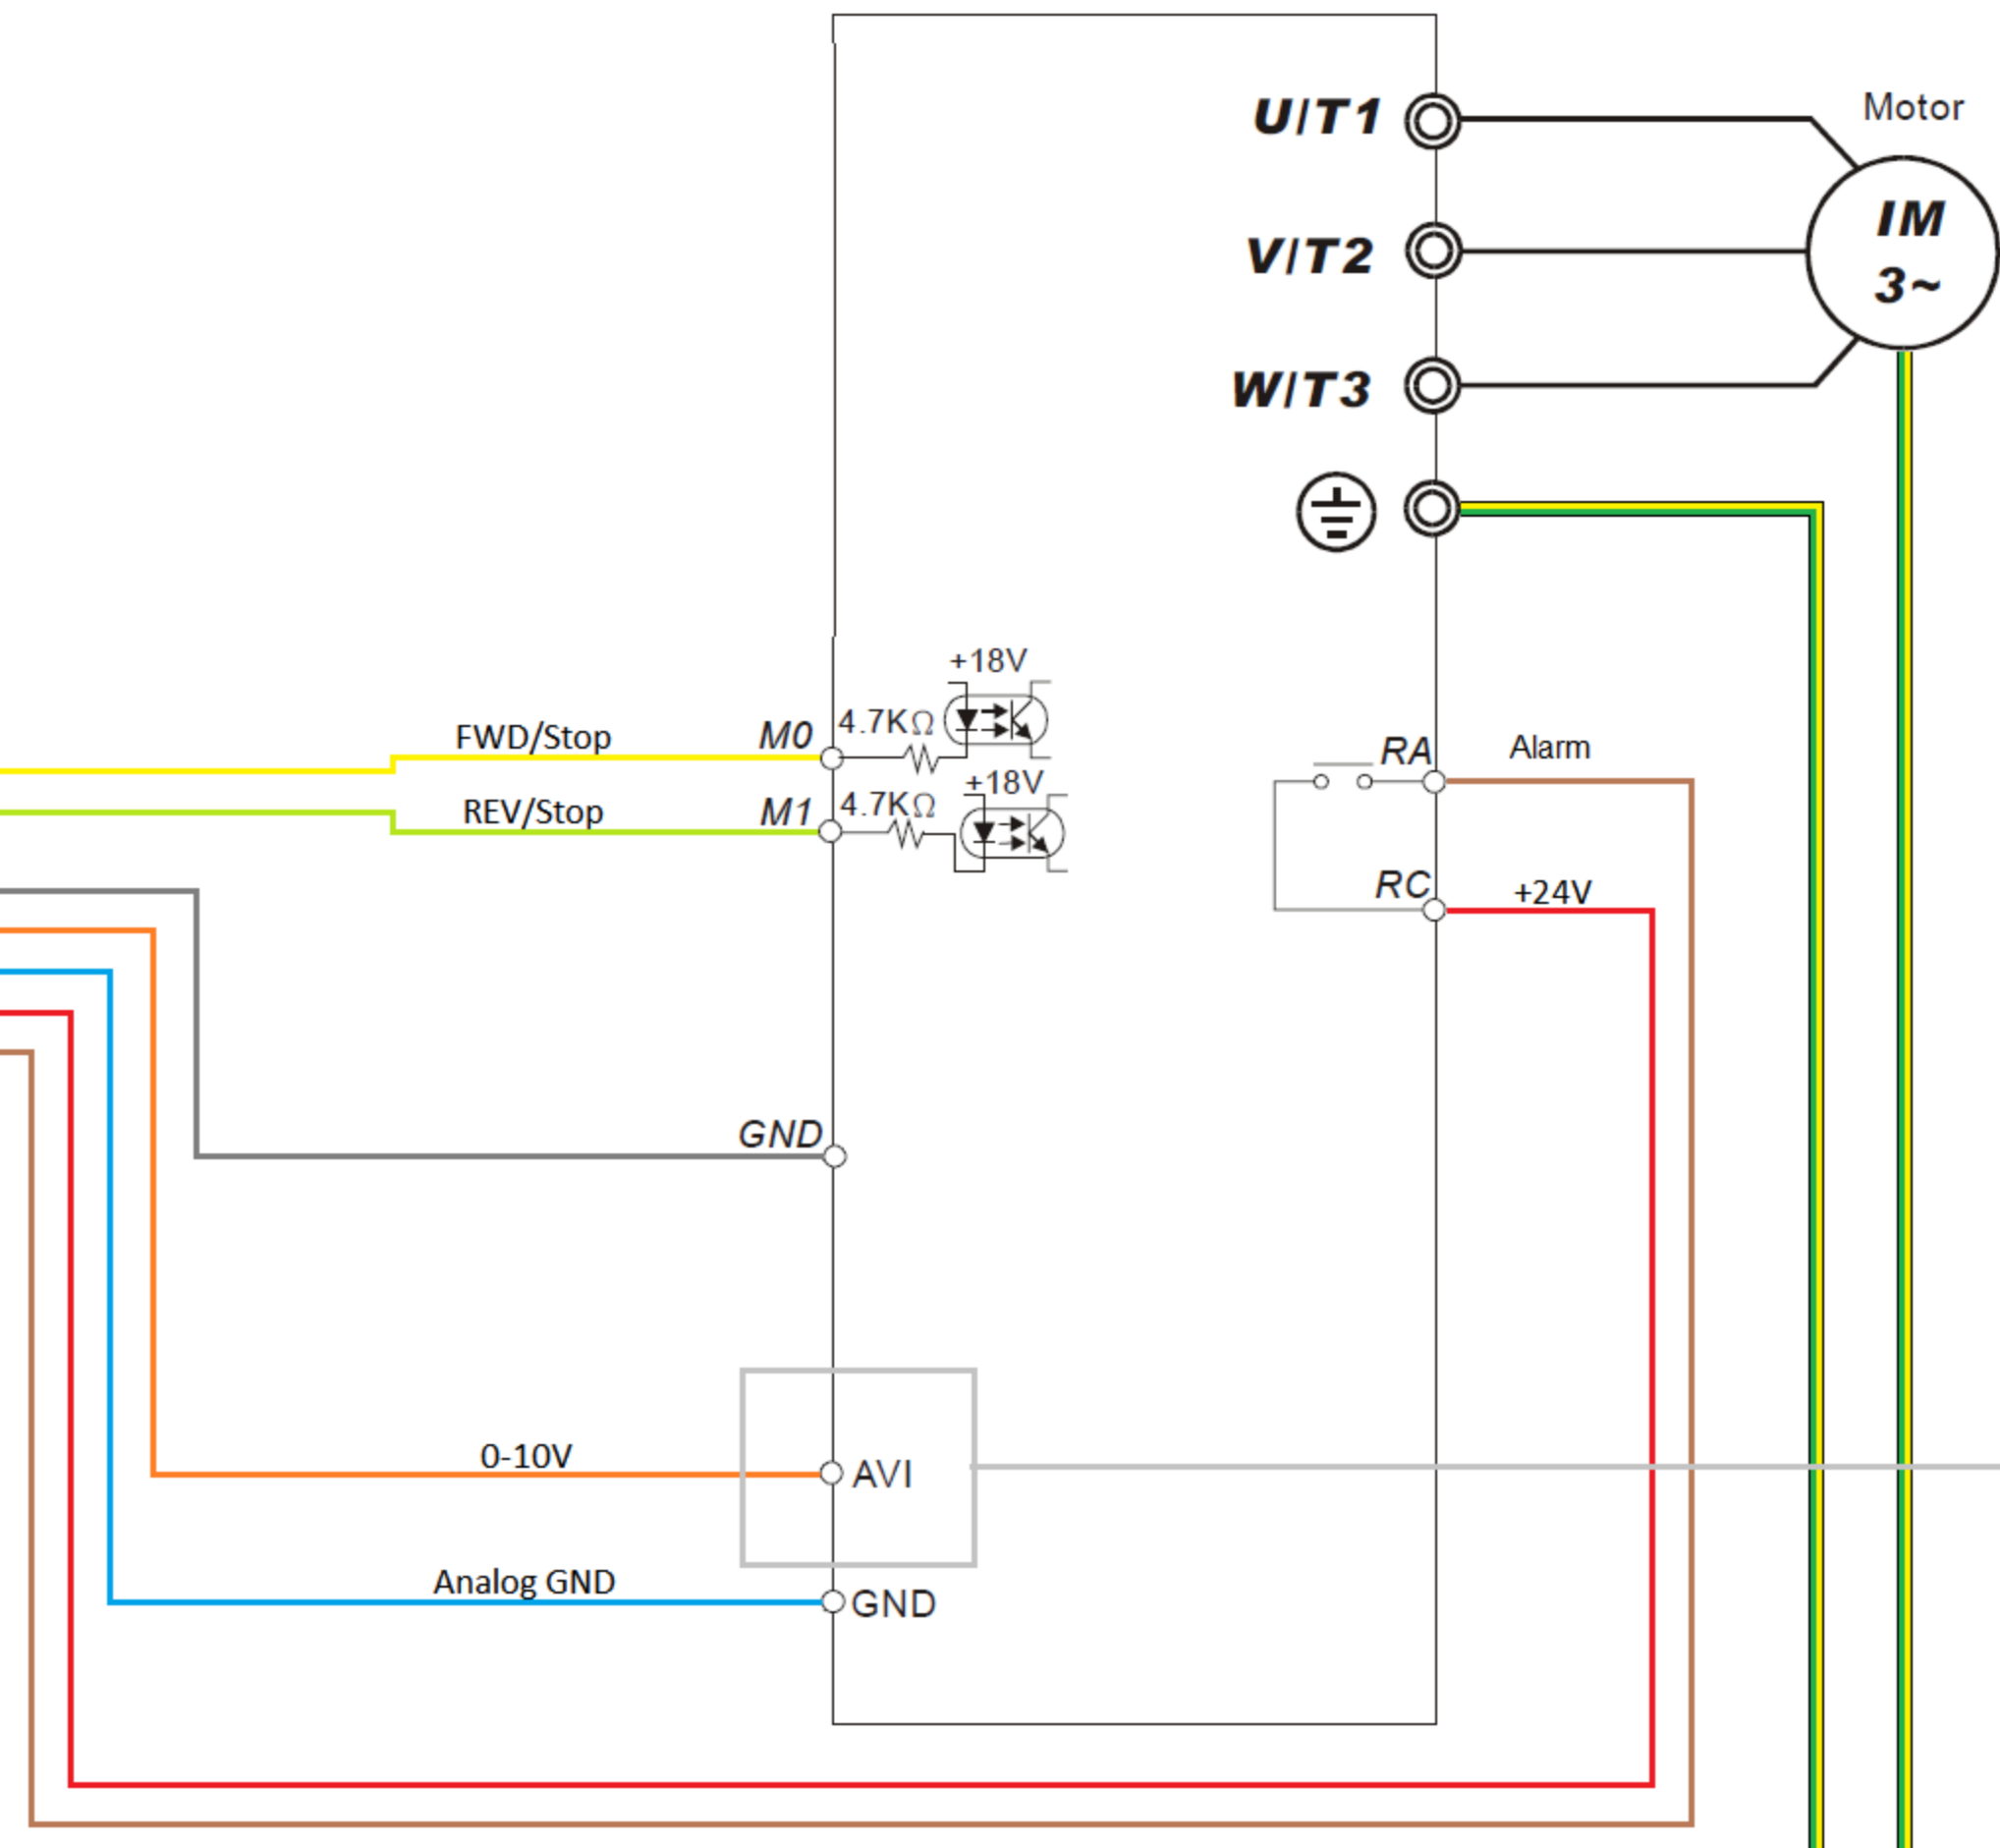 U/T1
Motor
IM
3~
V/T2
W/T3
+18V
FWD/Stop
M0
4.7KΩ
+18V
REV/Stop
M1
4.7KΩ
RA
Alarm
RC
+24V
GND
0-10V
AVI
Analog GND
GND